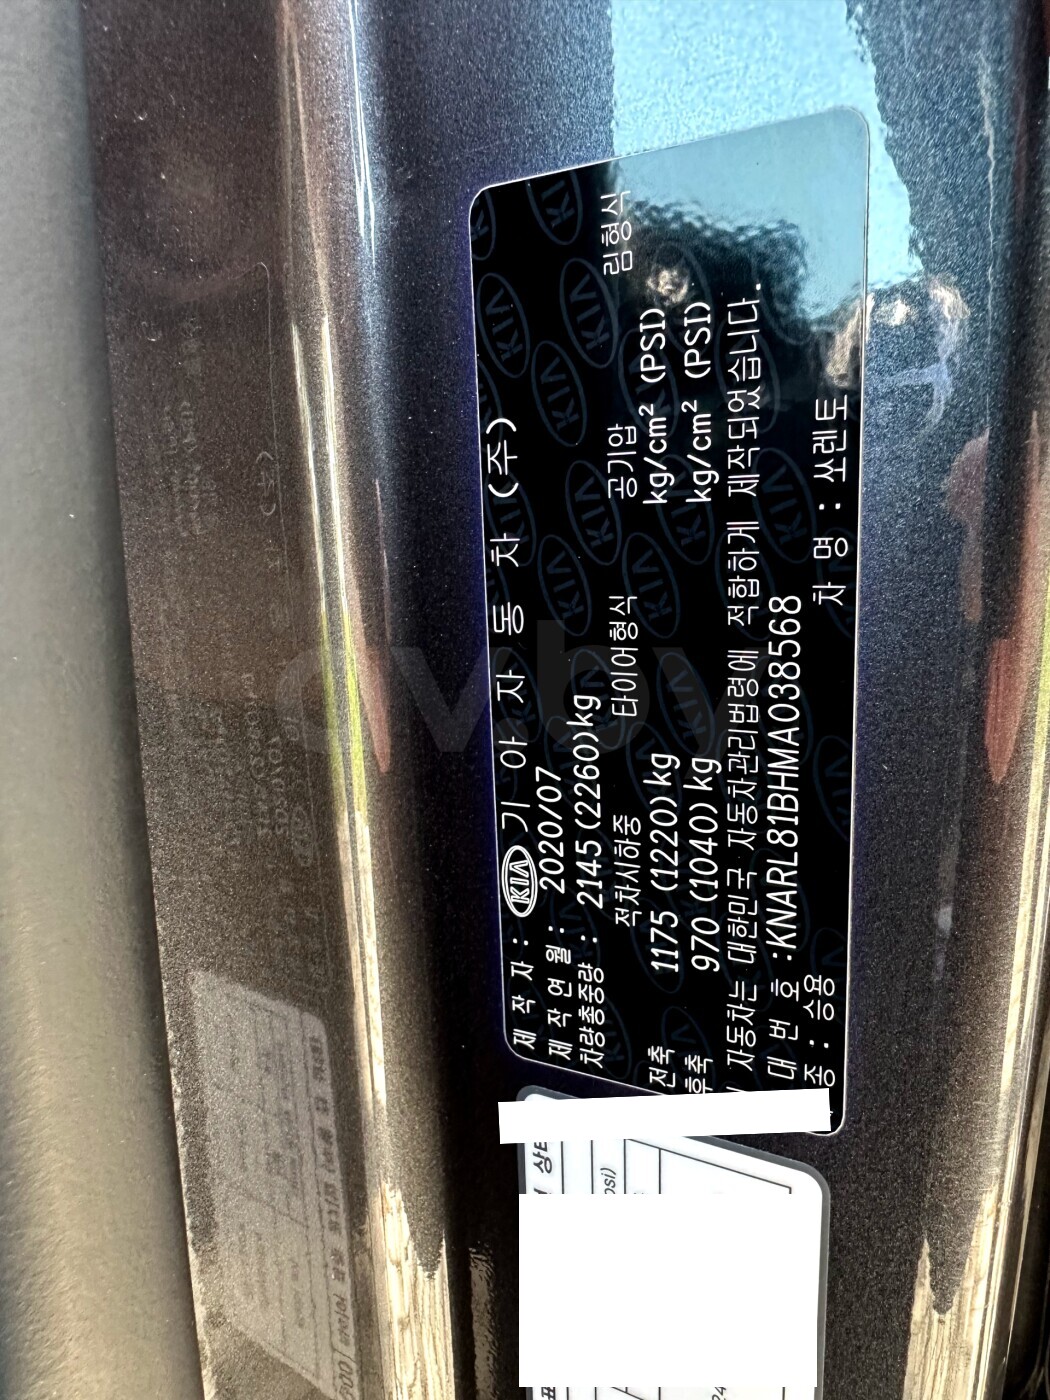 제 작 자 : KIA 기 아 자 동 차 (주)
제 작 연 월 : 2020/07
차량총중량 : 2145 (2260) kg
적차시하중 타이어형식 공기압 림형식
전축 1175 (1220) kg kg/cm² (PSI)
후축 970 (1040) kg kg/cm² (PSI)
자동차는 대한민국 자동차관리법령에 적합하게 제작되었습니다.
대 번 호 : KNARL81BHMA038568
종 : 승용 차 명 : 쏘렌토
avby
psi)
24